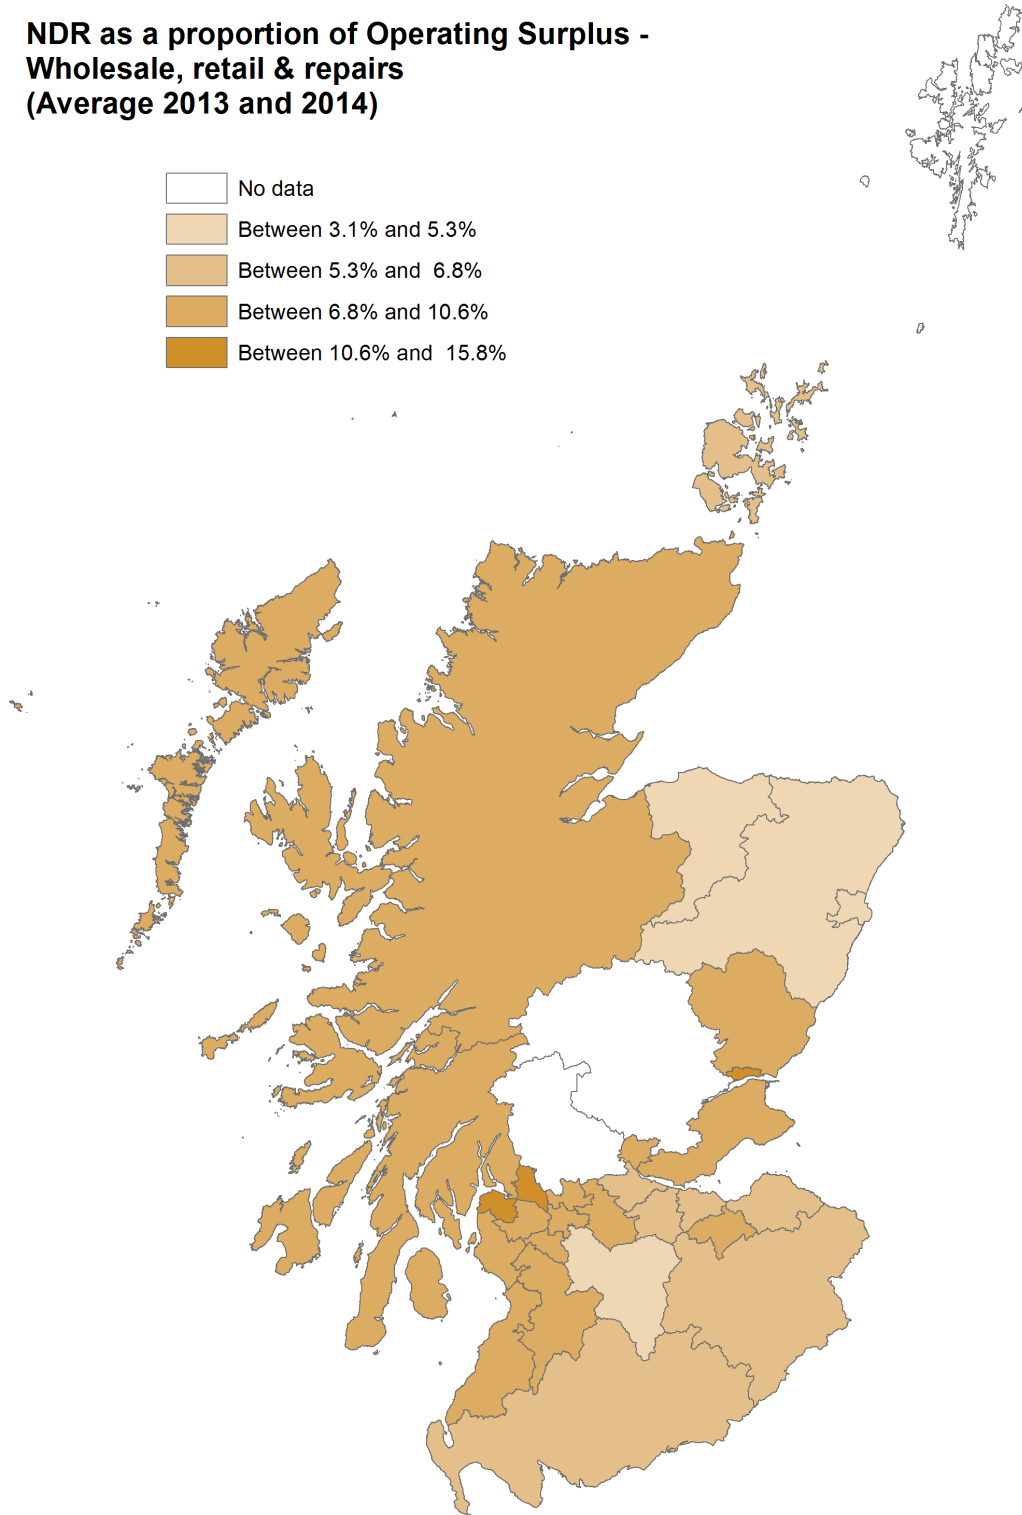 NDR as a proportion of Operating Surplus -
Wholesale, retail & repairs
(Average 2013 and 2014)
No data
Between 3.1% and 5.3%
Between 5.3% and  6.8%
Between 6.8% and 10.6%
Between 10.6% and  15.8%